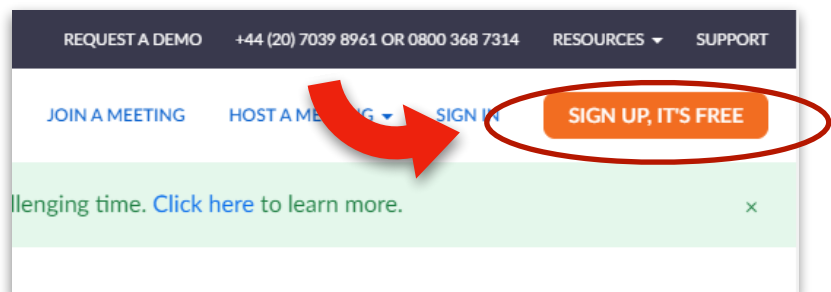 REQUEST A DEMO +44 (20) 7039 8961 OR 0800 368 7314 RESOURCES SUPPORT
JOIN A MEETING HOST A SIGN IN SIGN UP, IT'S FREE
llenging time. Click here to learn more. ×